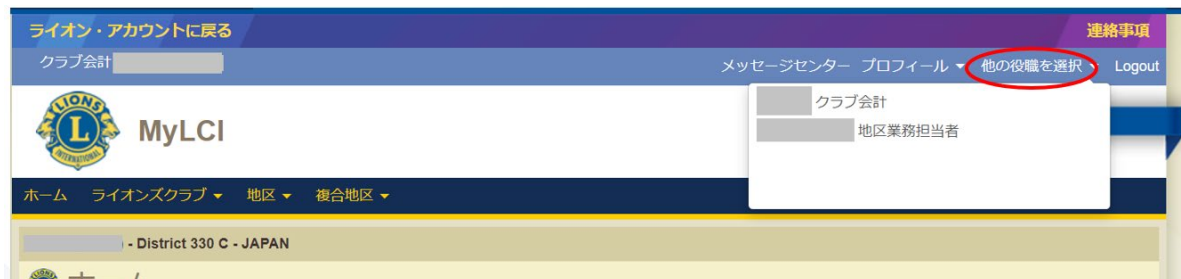 ライオン・アカウントに戻る 連絡事項
クラブ会計 メッセージセンター プロフィール 他の役職を選択 Logout
クラブ会計
地区業務担当者
LIONS
L
INTERNATIONAL
MyLCI
ホーム ライオンズクラブ 地区 複合地区
- District 330 C - JAPAN